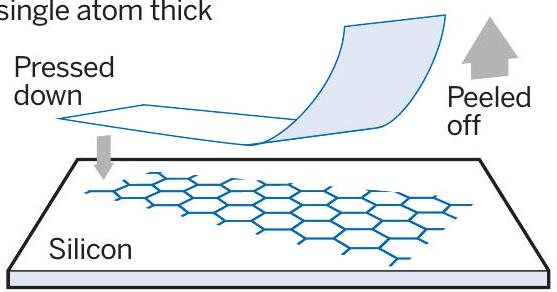 single atom thick
Pressed
down
Peeled
off
Silicon